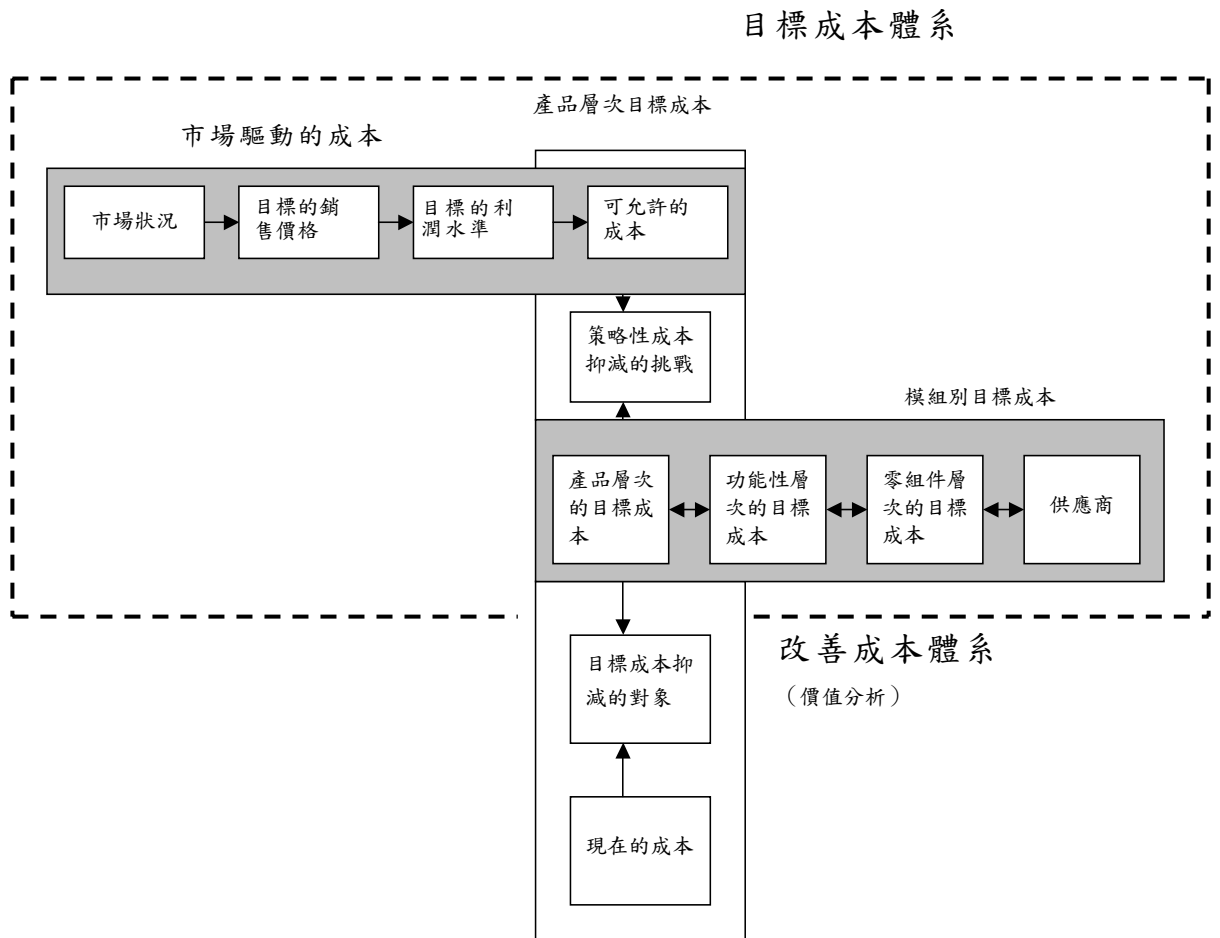 目標成本體系
產品層次目標成本
市場驅動的成本
市場狀況
目標的銷
售價格
目標的利
潤水準
可允許的
成本
策略性成本
抑減的挑戰
模組別目標成本
產品層次
的目標成
本
功能性層
次的目標
成本
零組件層
次的目標
成本
供應商
改善成本體系
（價值分析）
目標成本抑
減的對象
現在的成本